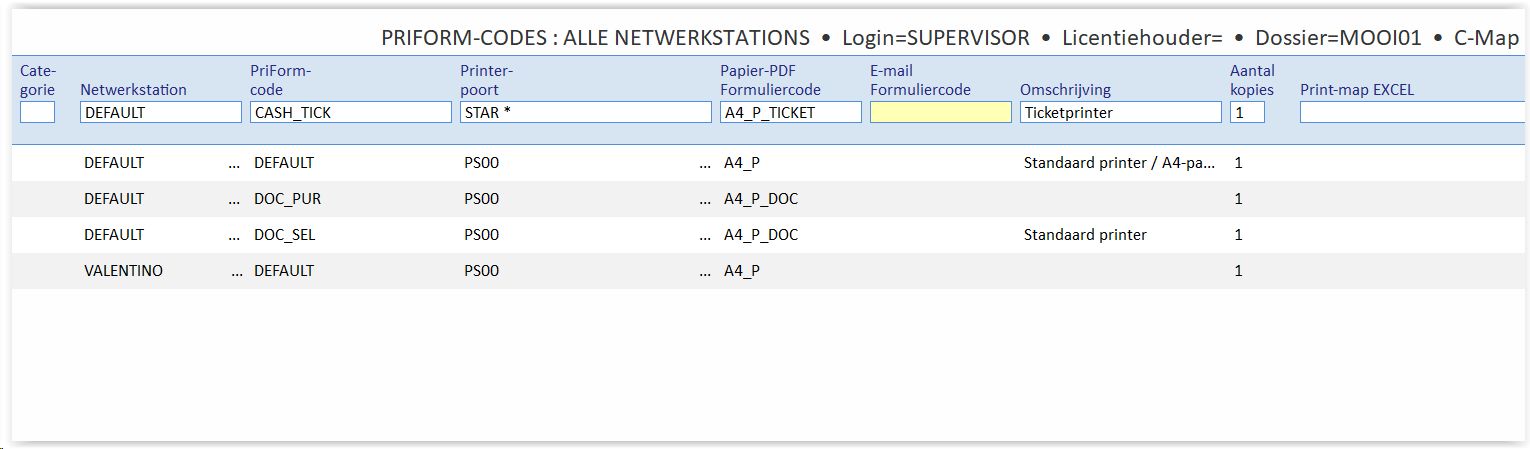 PRIFORM-CODES : ALLE NETWERKSTATIONS • Login=SUPERVISOR • Licentiehouder= • Dossier=MOOI01 • C-Map
Cate-gorie Netwerkstation PriForm-code Printer-poort Papier-PDF Formuliercode E-mail Formuliercode Omschrijving Aantal kopies Print-map EXCEL
DEFAULT CASH_TICK STAR * A4_P_TICKET Ticketprinter 1
DEFAULT ... DEFAULT PS00 ... A4_P Standaard printer / A4-pa... 1
DEFAULT ... DOC_PUR PS00 ... A4_P_DOC 1
DEFAULT ... DOC_SEL PS00 ... A4_P_DOC Standaard printer 1
VALENTINO ... DEFAULT PS00 ... A4_P 1